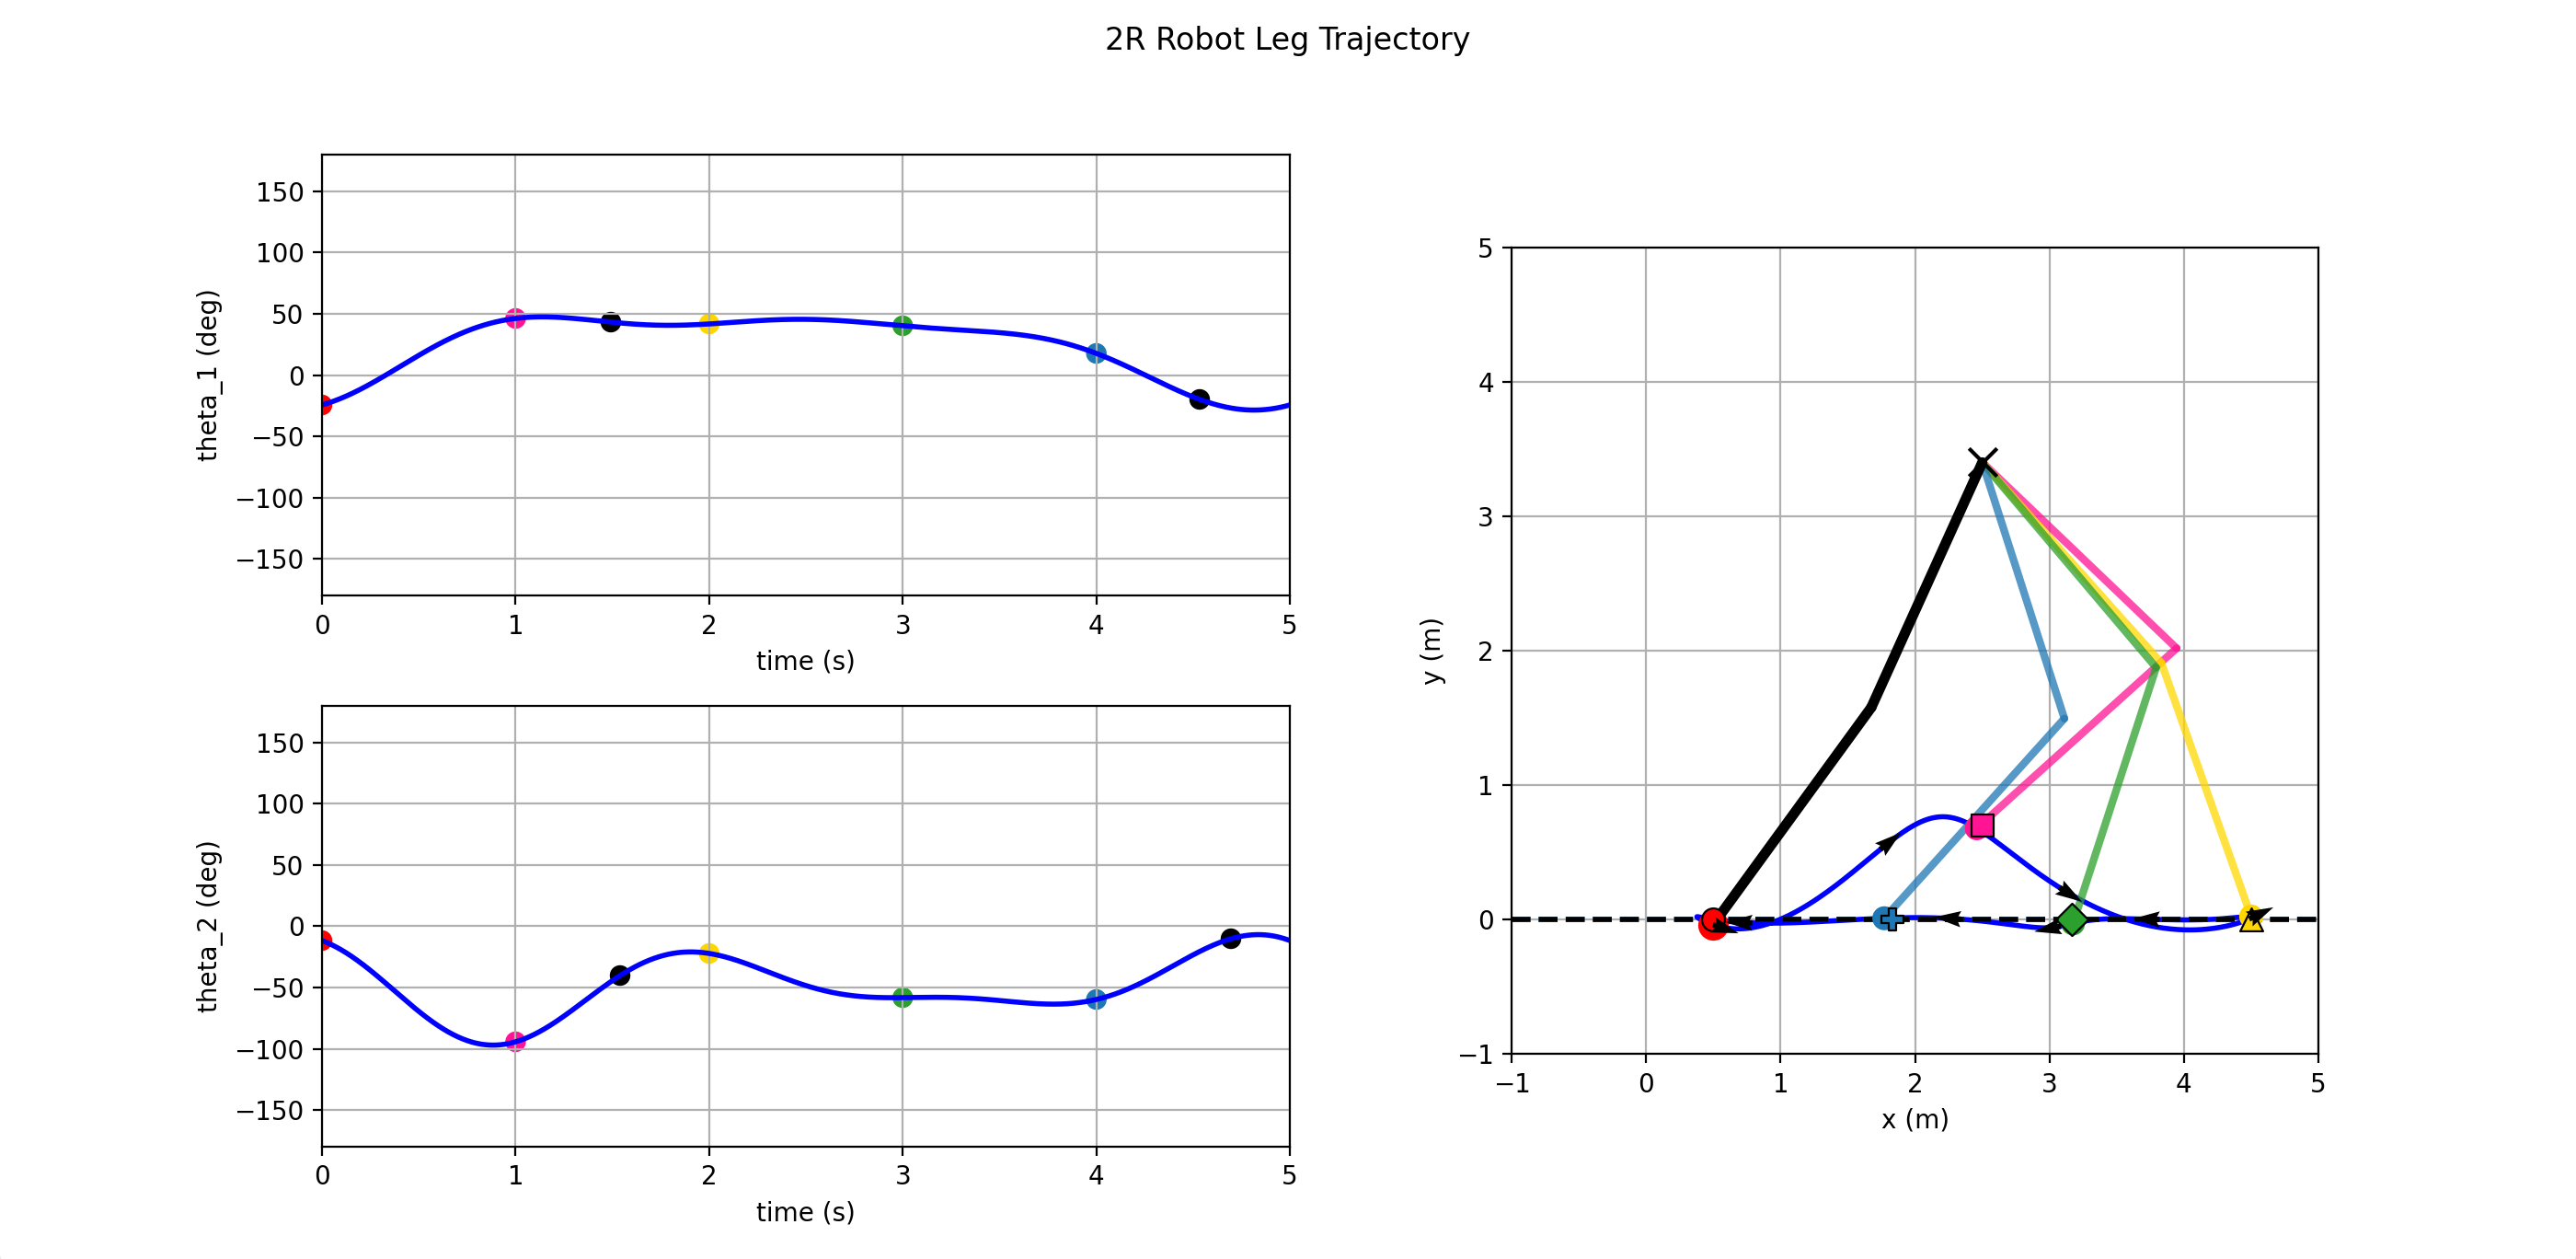 2R Robot Leg Trajectory
theta_1 (deg)
150
100
50
0
−50
−100
−150
0 1 2 3 4 5
time (s)
theta_2 (deg)
150
100
50
0
−50
−100
−150
0 1 2 3 4 5
time (s)
y (m)
5
4
3
2
1
0
−1
−1 0 1 2 3 4 5
x (m)